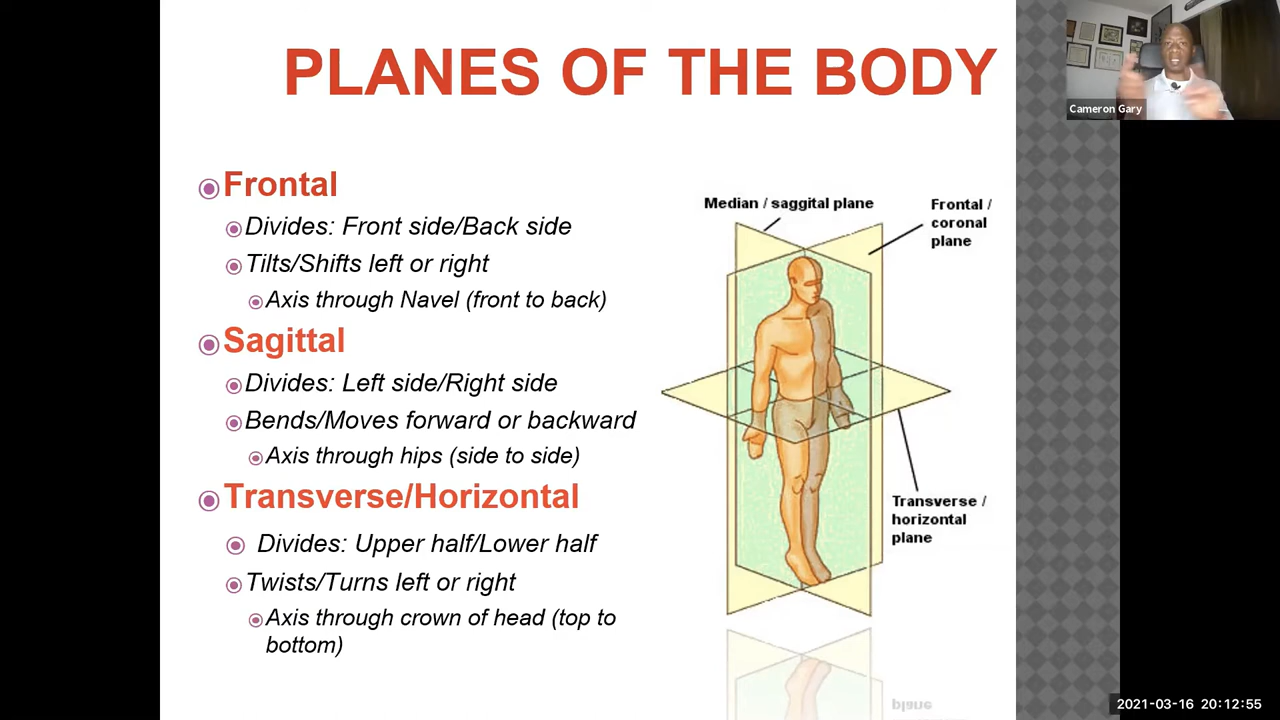 PLANES OF THE BODY
Cameron Gary
Frontal
Divides: Front side/Back side
Tilts/Shifts left or right
Axis through Navel (front to back)
Sagittal
Divides: Left side/Right side
Bends/Moves forward or backward
Axis through hips (side to side)
Transverse/Horizontal
Divides: Upper half/Lower half
Twists/Turns left or right
Axis through crown of head (top to
bottom)
Median / saggital plane
Frontal /
coronal
plane
Transverse /
horizontal
plane
plane
2021-03-16 20:12:55